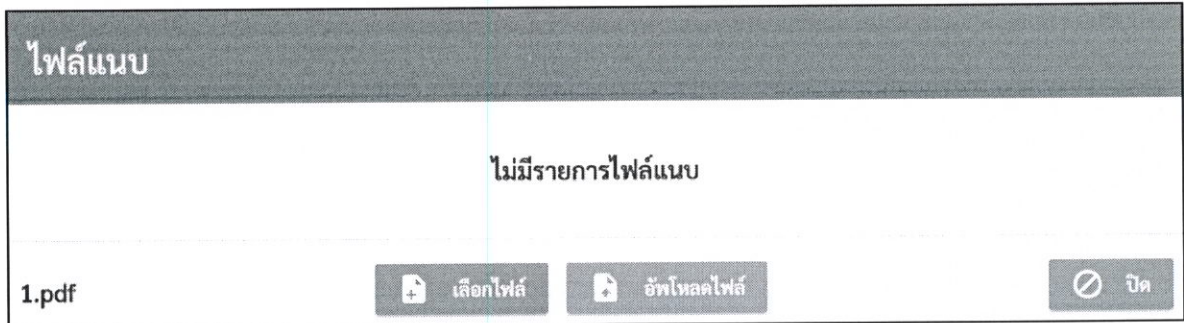 ไฟล์แนบ
ไม่มีรายการไฟล์แนบ
1.pdf เลือกไฟล์ อัพโหลดไฟล์ ปิด